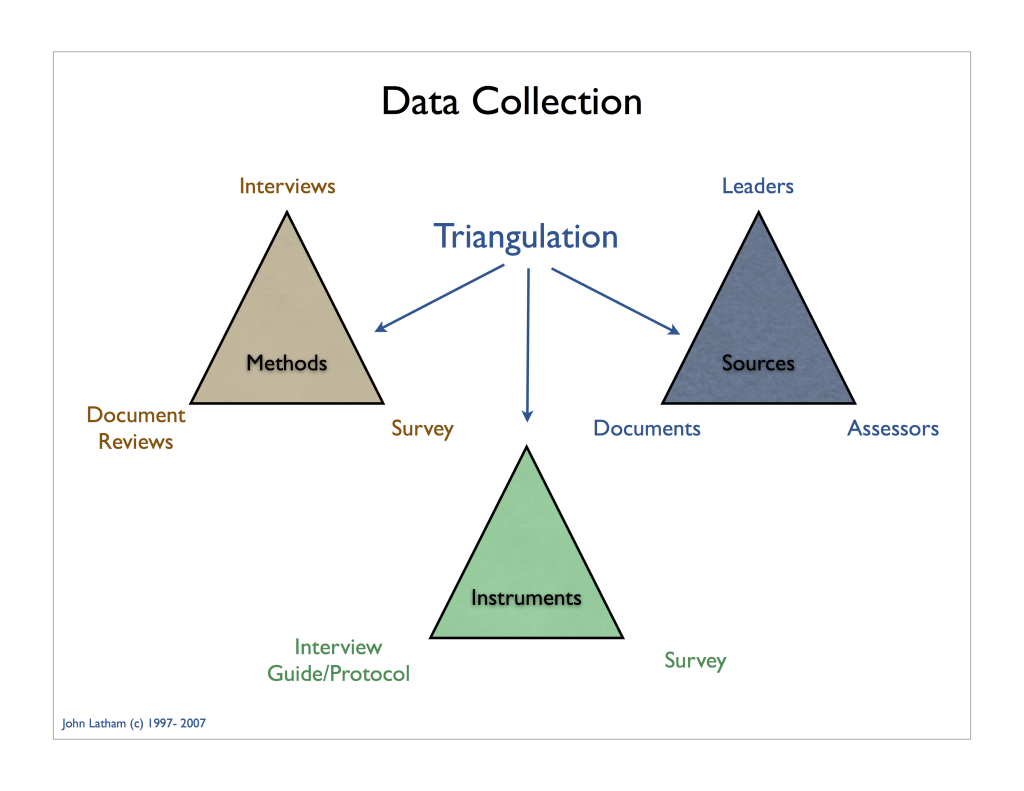 Data Collection
Interviews
Leaders
Triangulation
Methods
Sources
Document
Reviews
Survey
Documents
Assessors
Instruments
Interview
Guide/Protocol
Survey
John Latham (c) 1997- 2007